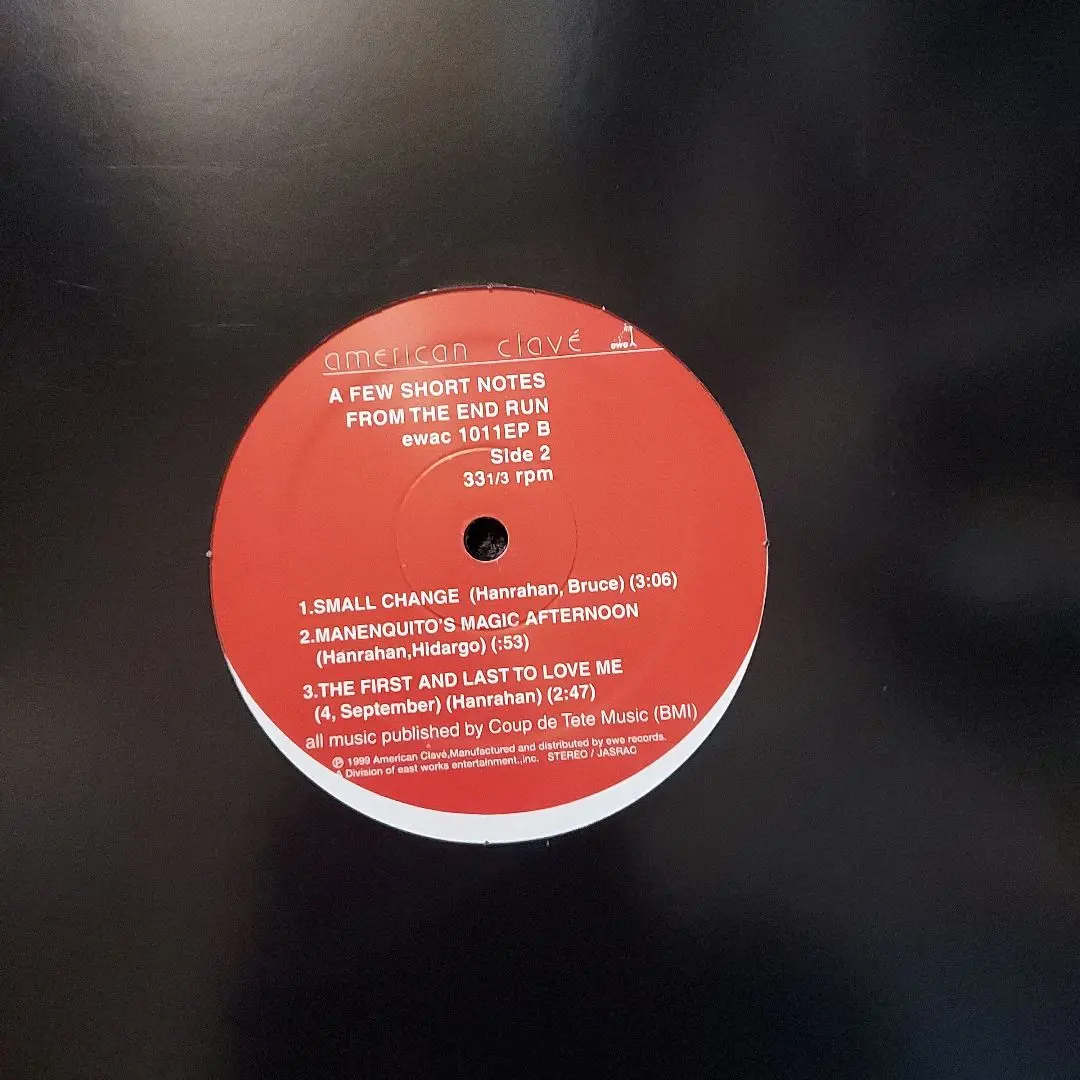 american clavé ewe
A FEW SHORT NOTES
FROM THE END RUN
ewac 1011EP B
Side 2
331/3 rpm
1.SMALL CHANGE (Hanrahan, Bruce) (3:06)
2.MANENQUITO'S MAGIC AFTERNOON
(Hanrahan,Hidargo) (:53)
3.THE FIRST AND LAST TO LOVE ME
(4, September) (Hanrahan) (2:47)
all music published by Coup de Tete Music (BMI)
℗ 1999 American Clavé,Manufactured and distributed by ewe records.
A Division of east works entertainment.,inc. STEREO / JASRAC